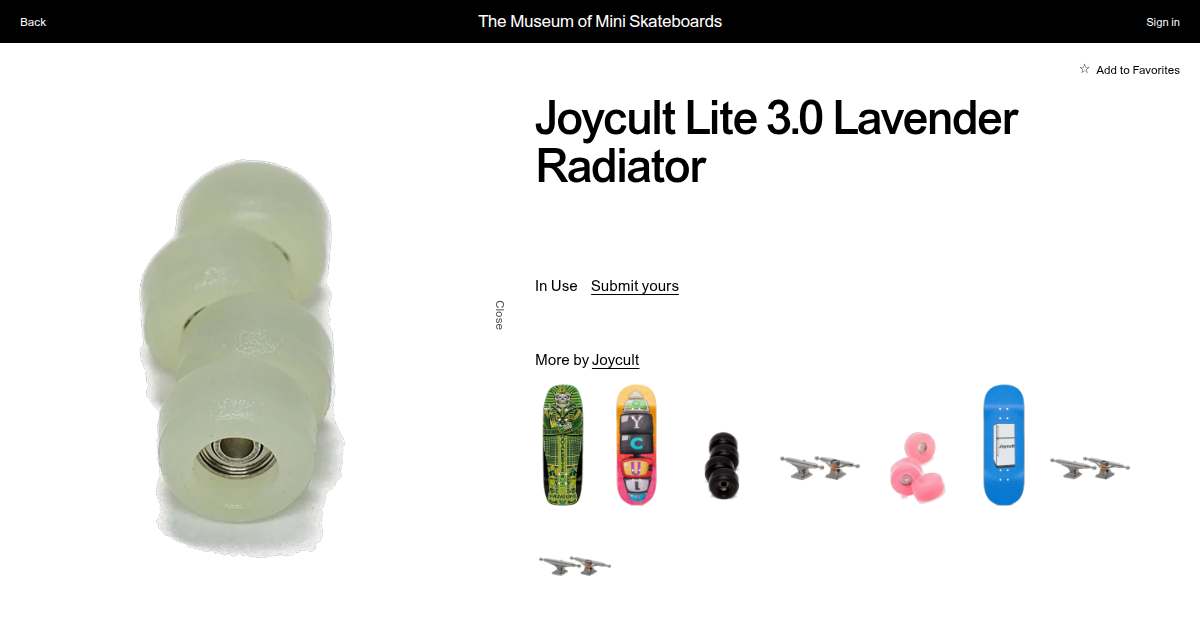 Back
The Museum of Mini Skateboards
Sign in
☆ Add to Favorites
Joycult Lite 3.0 Lavender
Radiator
In Use Submit yours
Close
More by Joycult
Y
C
U
L